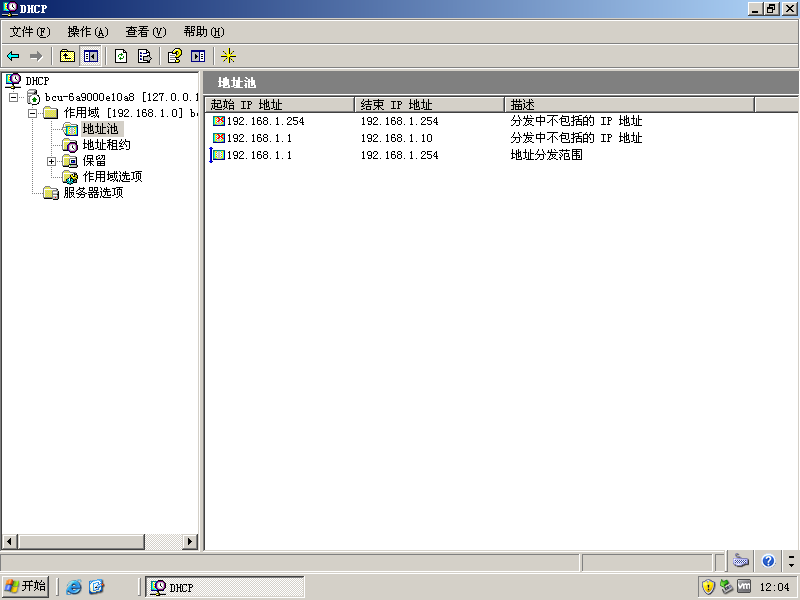 DHCP
文件(F) 操作(A) 查看(V) 帮助(H)
DHCP
bcu-6a9000e10a8 [127.0.0.1
作用域 [192.168.1.0] bc
地址池
地址租约
保留
作用域选项
服务器选项
地址池
起始 IP 地址 结束 IP 地址 描述
192.168.1.254 192.168.1.254 分发中不包括的 IP 地址
192.168.1.1 192.168.1.10 分发中不包括的 IP 地址
192.168.1.1 192.168.1.254 地址分发范围
开始 DHCP 12:04